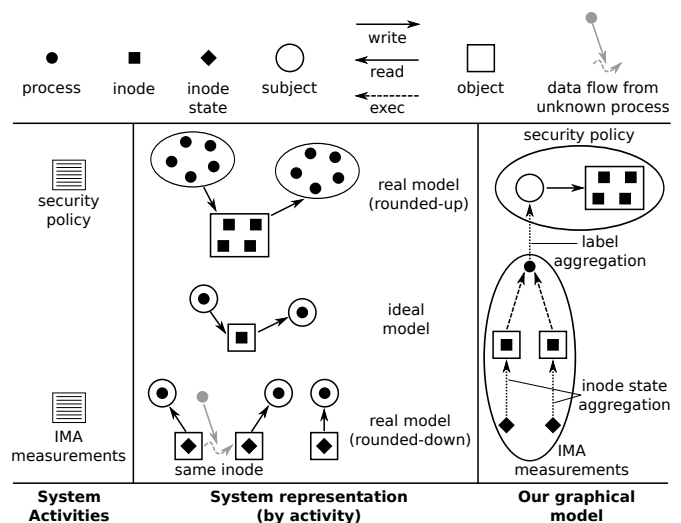 write
read
exec
process
inode
inode
state
subject
object
data flow from
unknown process
security
policy
real model
(rounded-up)
security policy
label
aggregation
ideal
model
inode state
aggregation
IMA
measurements
real model
(rounded-down)
same inode
IMA
measurements
System
Activities
System representation
(by activity)
Our graphical
model